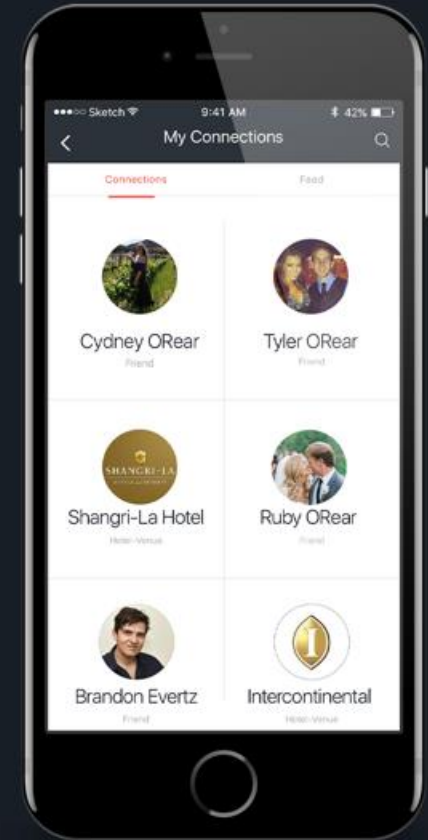 Sketch 9:41 AM 42%
My Connections
Connections Feed
Cydney ORear Tyler ORear
Friend Friend
SHANGRI-LA
Shangri-La Hotel Ruby ORear
Hotel-Venue Friend
I
Brandon Evertz Intercontinental
Friend Hotel-Venue